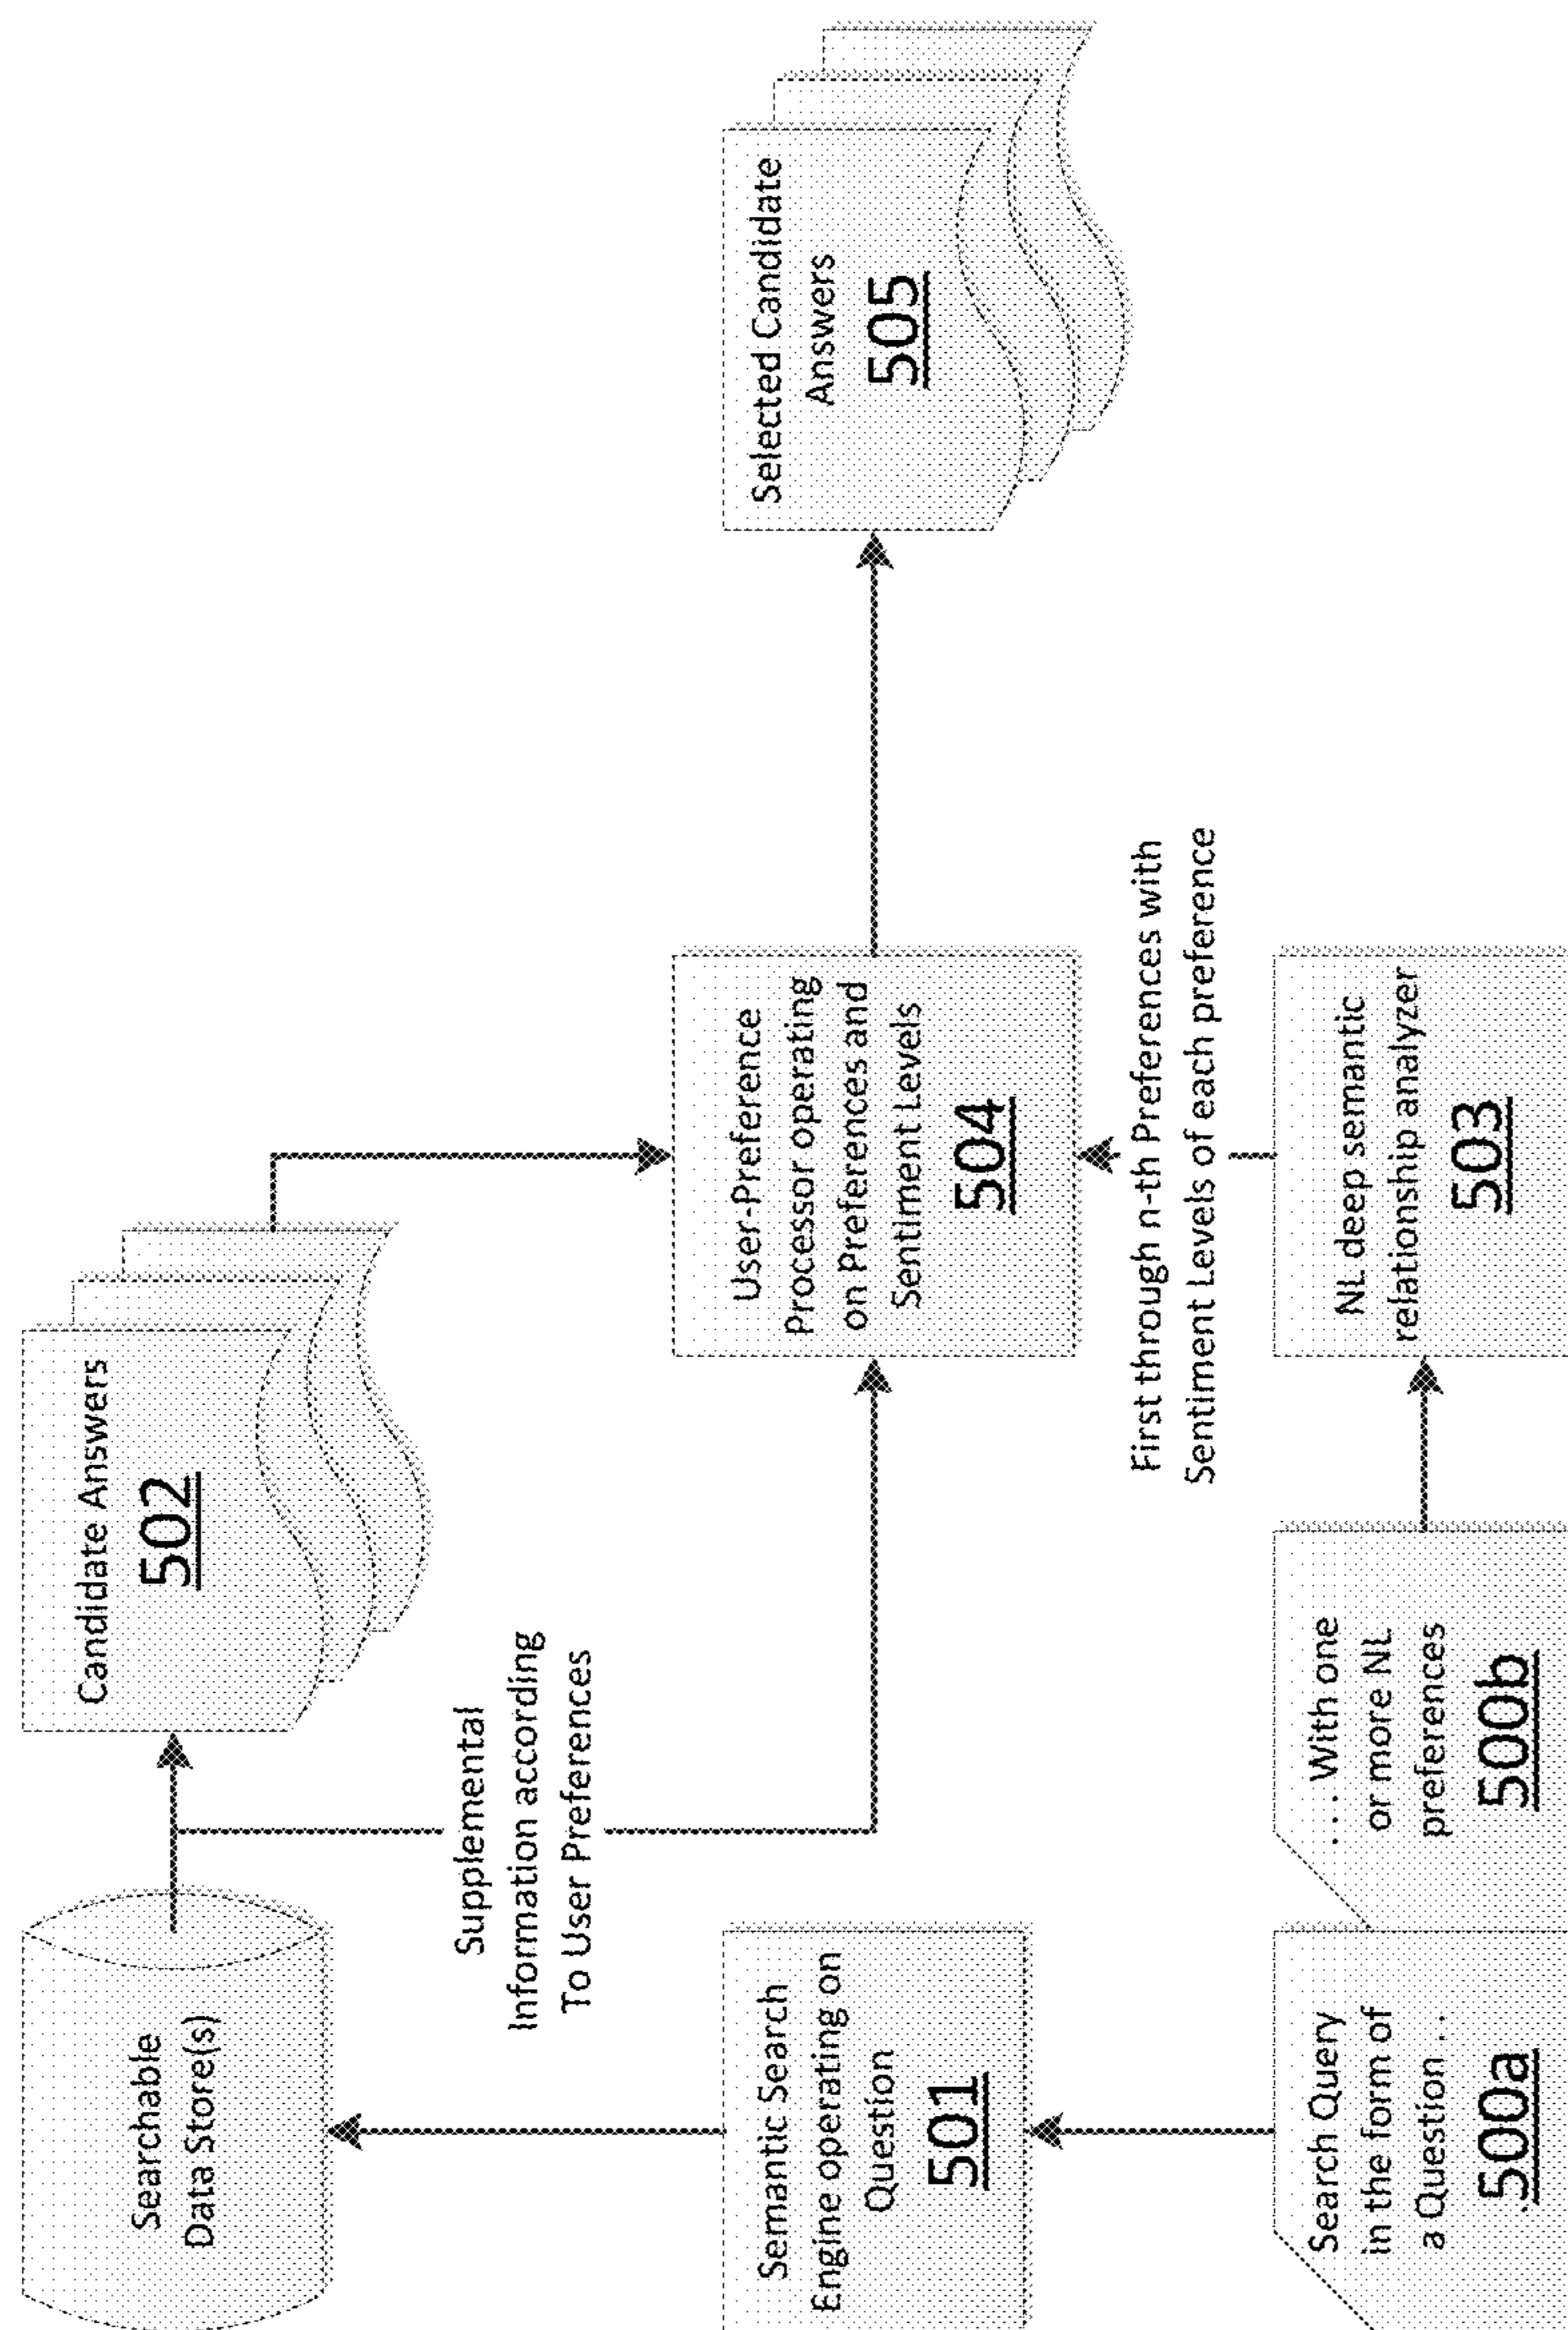 Searchable
Data Store(s)
Candidate Answers
502
Supplemental
Information according
To User Preferences
Semantic Search
Engine operating on
Question
501
User-Preference
Processor operating
on Preferences and
Sentiment Levels
504
Selected Candidate
Answers
505
First through n-th Preferences with
Sentiment Levels of each preference
Search Query
in the form of
a Question . . .
500a
. . . With one
or more NL
preferences
500b
NL deep semantic
relationship analyzer
503